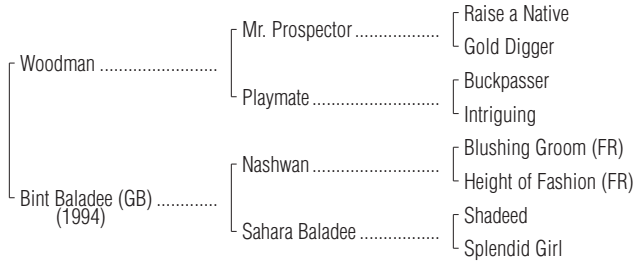 Raise a Native
Mr. Prospector ..................
Gold Digger
Woodman .........................
Buckpasser
Playmate ...........................
Intriguing
Blushing Groom (FR)
Nashwan ...........................
Height of Fashion (FR)
Bint Baladee (GB) .............
(1994)
Shadeed
Sahara Baladee .................
Splendid Girl